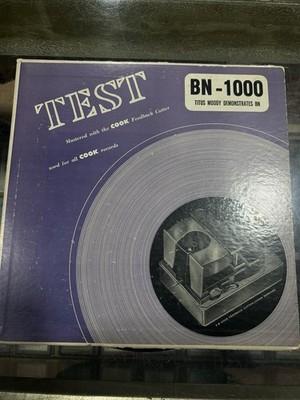 TEST
BN-1000
TITUS MOODY DEMONSTRATES BN
Mastered with the COOK Feedback Cutter
used for all COOK records